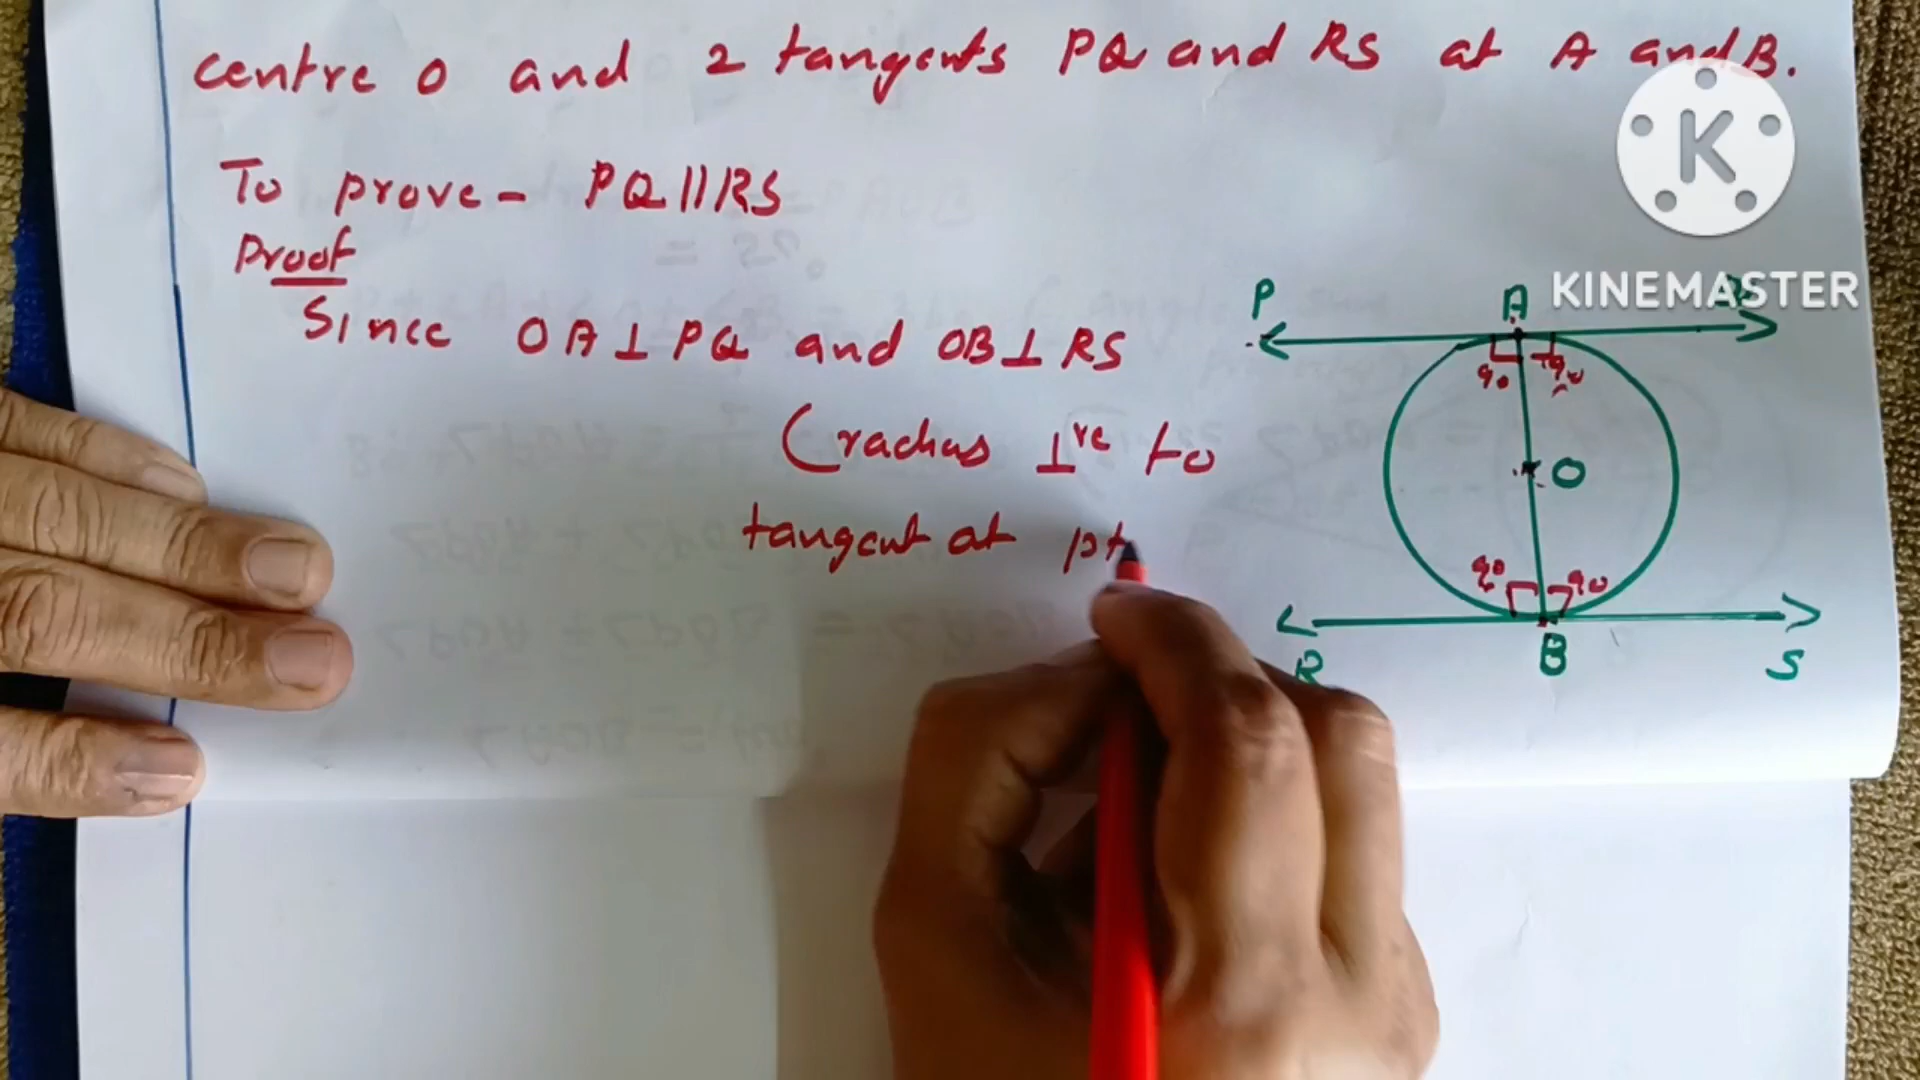 centre O and 2 tangents PQ and RS at A and B.
To prove - PQ || RS
Proof
Since OA ⊥ PQ and OB ⊥ RS
(radius ⊥re to
tangent at pt
K
KINEMASTER
P A
90 90
O
90 90
R B S